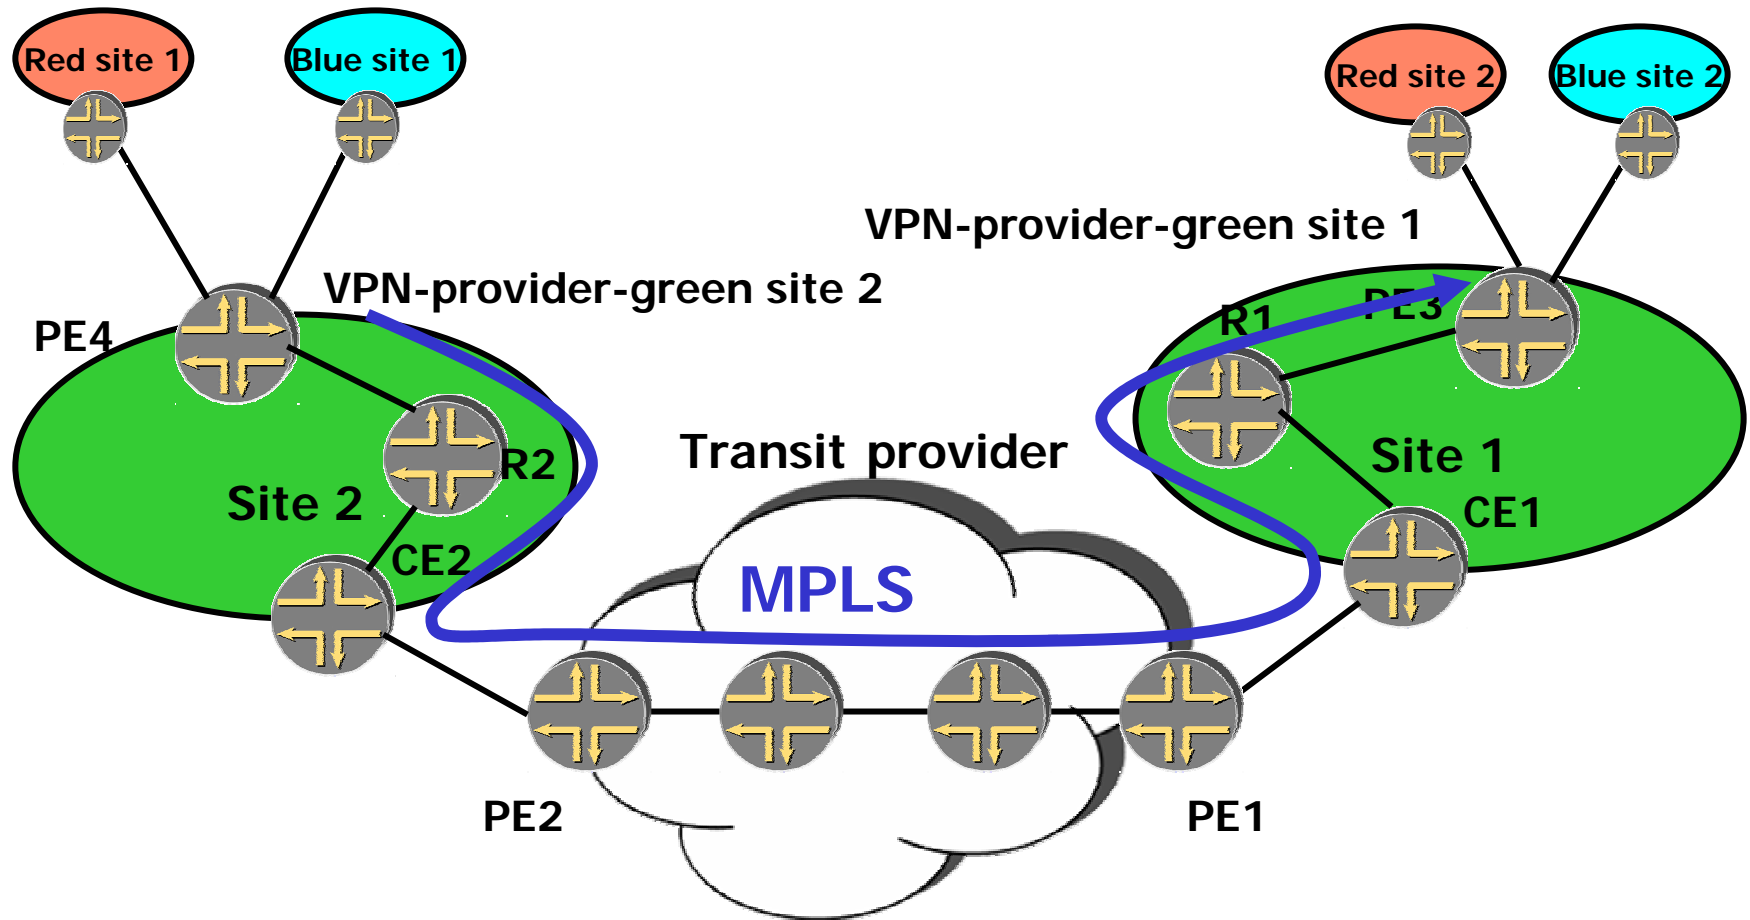 Red site 1
Blue site 1
Red site 2
Blue site 2
VPN-provider-green site 1
VPN-provider-green site 2
PE4
R1
PE3
R2
Transit provider
Site 1
Site 2
CE1
CE2
MPLS
PE2
PE1